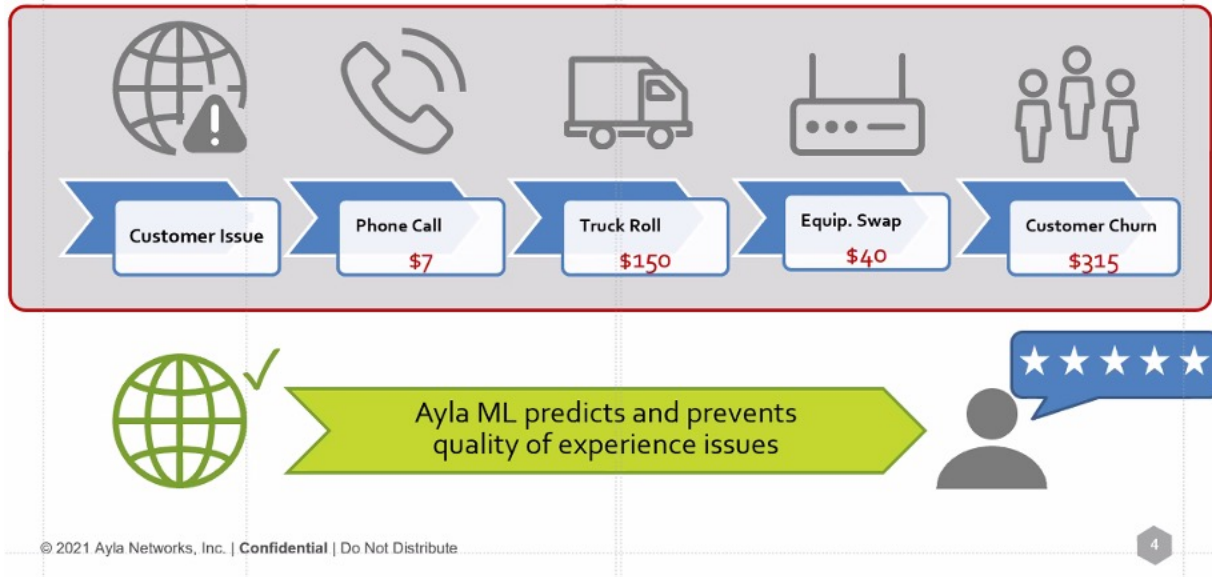 Customer Issue
Phone Call
$7
Truck Roll
$150
Equip. Swap
$40
Customer Churn
$315
Ayla ML predicts and prevents
quality of experience issues
© 2021 Ayla Networks, Inc. | Confidential | Do Not Distribute
4